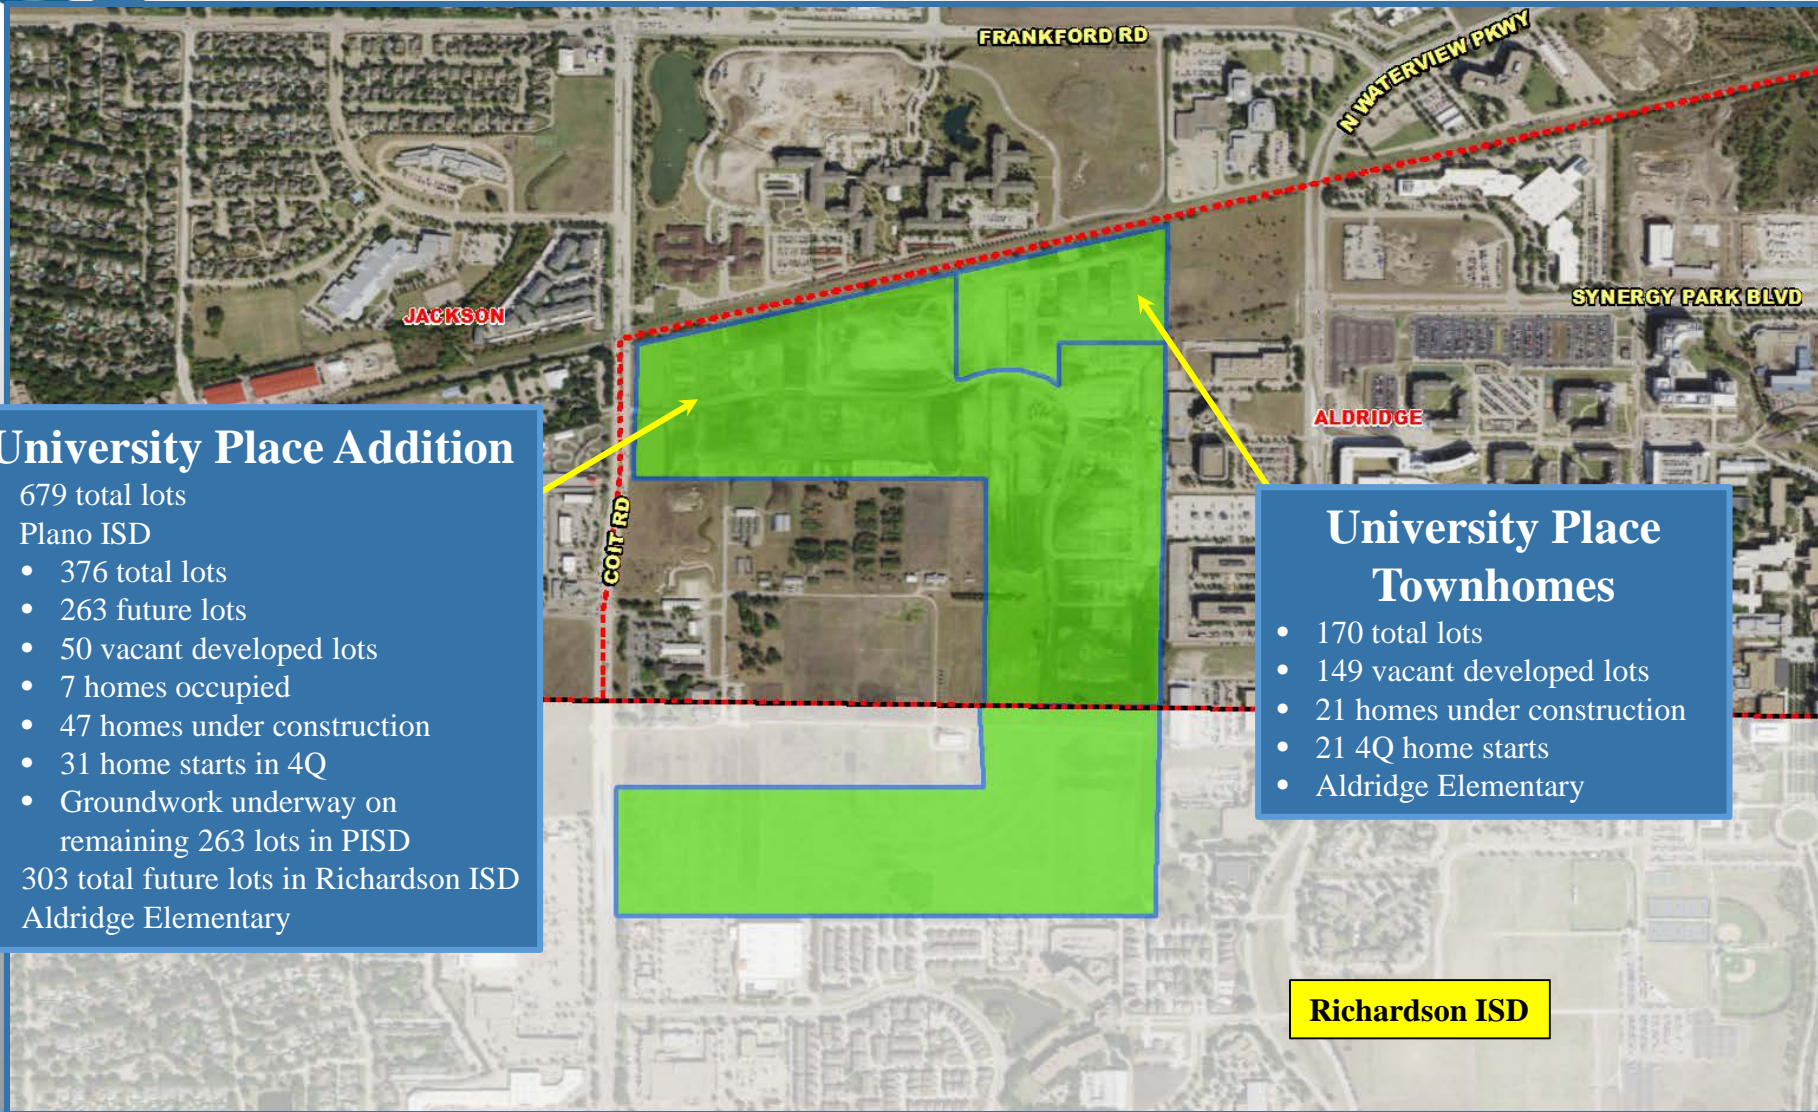 FRANKFORD RD
N WATERVIEW PKWY
SYNERGY PARK BLVD
JACKSON
ALDRIDGE
COIT RD
University Place Addition
679 total lots
Plano ISD
• 376 total lots
• 263 future lots
• 50 vacant developed lots
• 7 homes occupied
• 47 homes under construction
• 31 home starts in 4Q
• Groundwork underway on
remaining 263 lots in PISD
303 total future lots in Richardson ISD
Aldridge Elementary
University Place
Townhomes
• 170 total lots
• 149 vacant developed lots
• 21 homes under construction
• 21 4Q home starts
• Aldridge Elementary
Richardson ISD